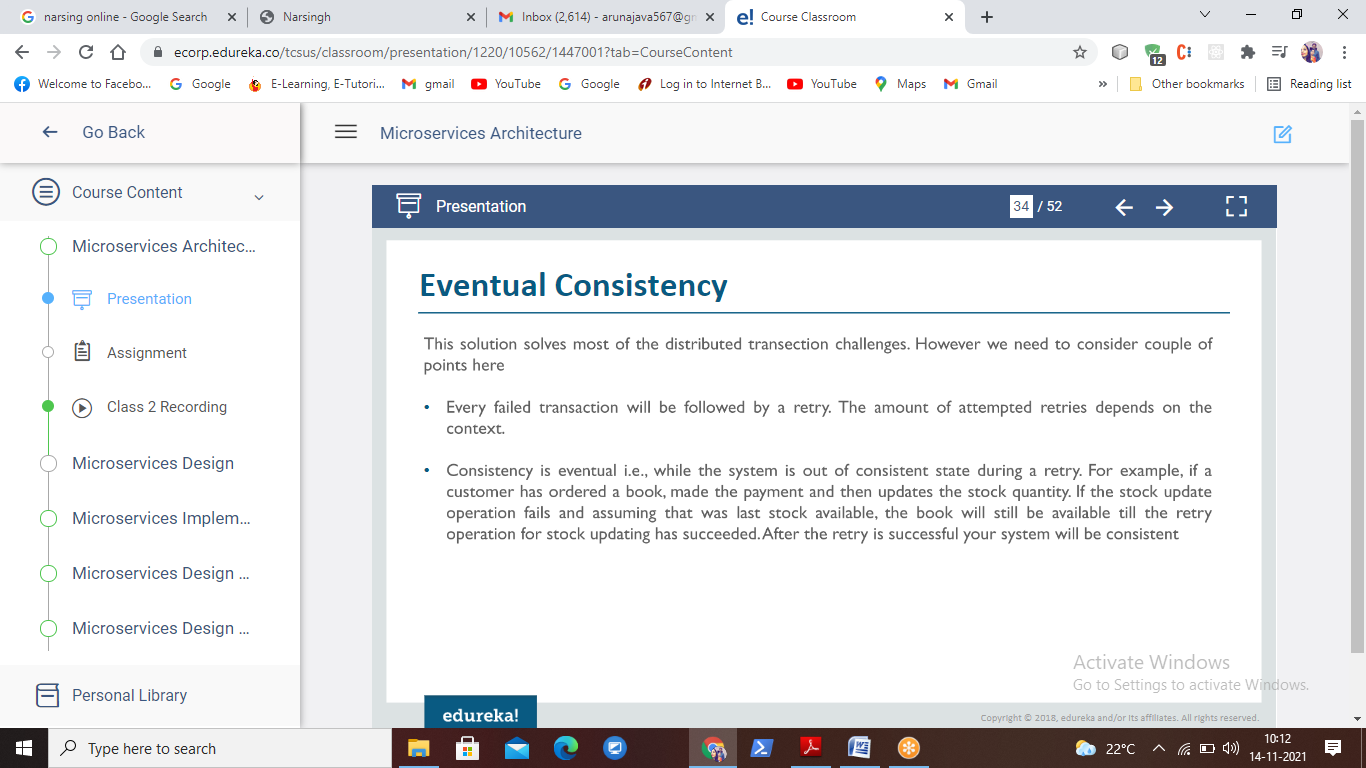 narsing online - Google Search
Narsingh
Inbox (2,614) - arunajava567@gr
e! Course Classroom
ecorp.edureka.co/tcsus/classroom/presentation/1220/10562/1447001?tab=CourseContent
12
Welcome to Facebo...
Google
E-Learning, E-Tutori...
gmail
YouTube
Google
Log in to Internet B...
YouTube
Maps
Gmail
»
Other bookmarks
Reading list
Go Back
Microservices Architecture
Course Content
Microservices Architec...
Presentation
Assignment
Class 2 Recording
Microservices Design
Microservices Implem...
Microservices Design ...
Microservices Design ...
Personal Library
Presentation
34 / 52
Eventual Consistency
This solution solves most of the distributed transection challenges. However we need to consider couple of
points here
• Every failed transaction will be followed by a retry. The amount of attempted retries depends on the
context.
• Consistency is eventual i.e., while the system is out of consistent state during a retry. For example, if a
customer has ordered a book, made the payment and then updates the stock quantity. If the stock update
operation fails and assuming that was last stock available, the book will still be available till the retry
operation for stock updating has succeeded. After the retry is successful your system will be consistent
Activate Windows
Go to Settings to activate Windows.
edureka!
Copyright © 2018, edureka and/or its affiliates. All rights reserved.
Type here to search
22°C
10:12
14-11-2021